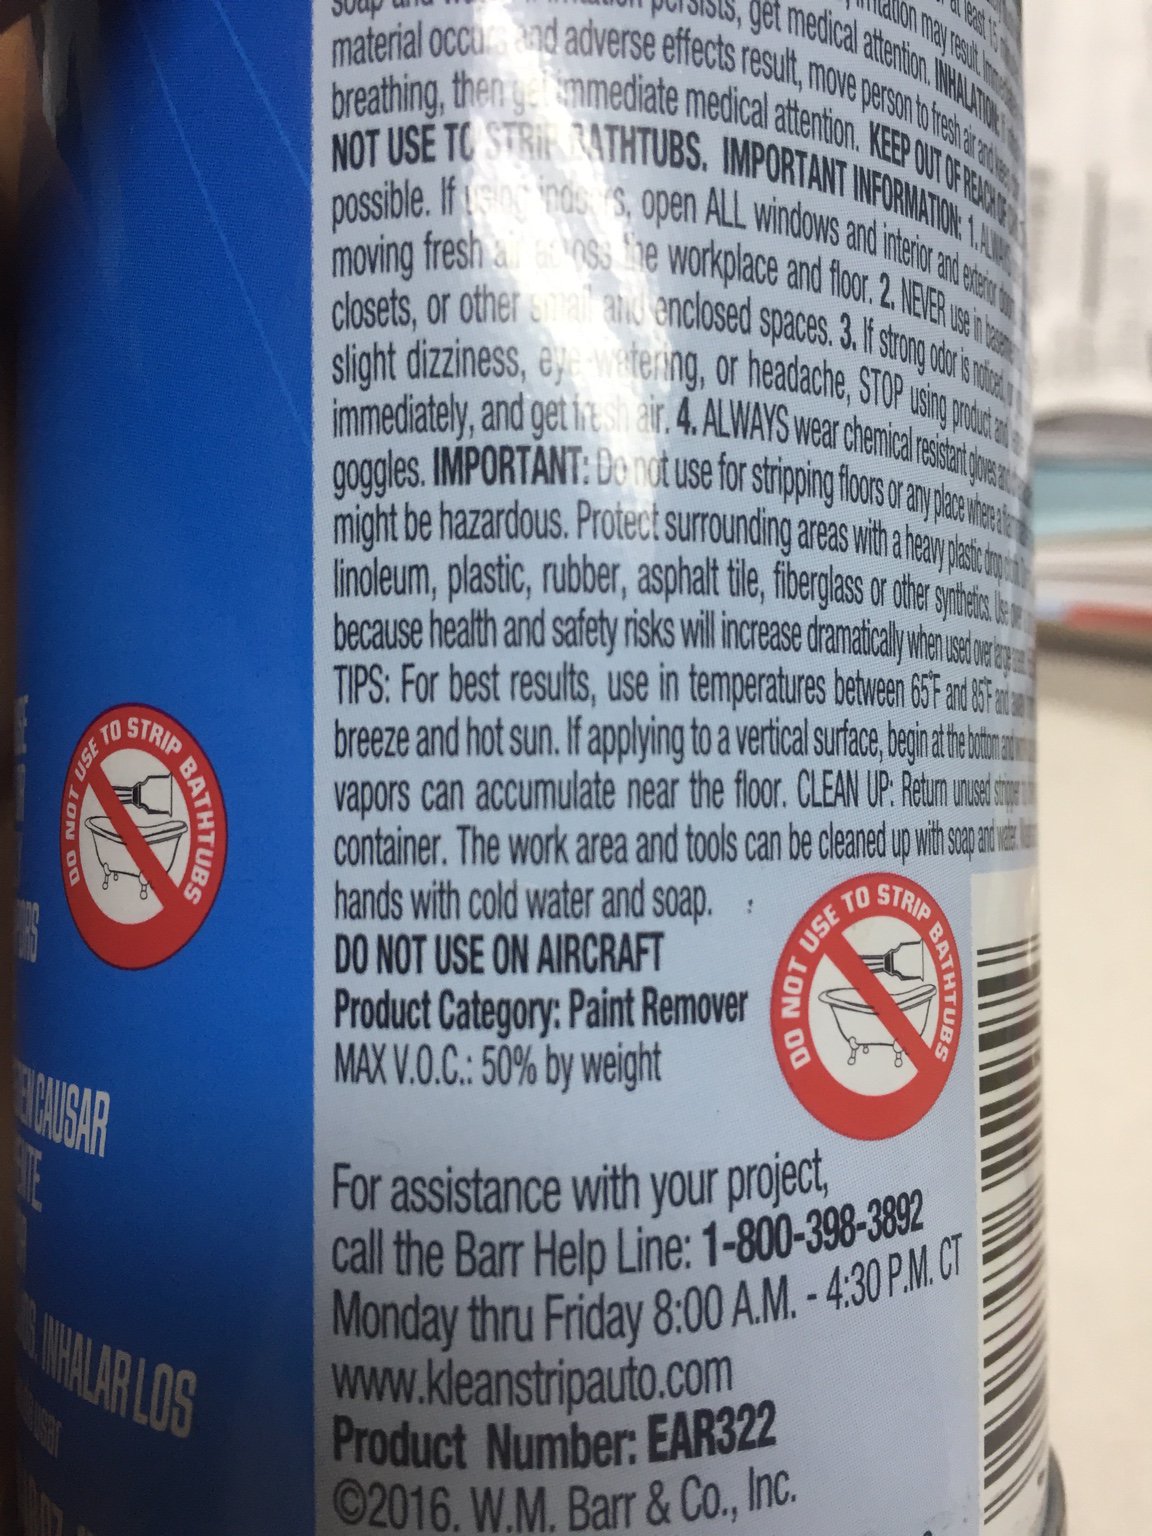 persists, get medical attention. INHALATION:
material occurs and adverse effects result, move person to fresh air and
breathing, then get immediate medical attention. KEEP OUT OF REACH OF
NOT USE TO STRIP BATHTUBS. IMPORTANT INFORMATION: 1.
possible. If using indoors, open ALL windows and interior and exterior
moving fresh air across the workplace and floor. 2. NEVER use in
closets, or other small and enclosed spaces. 3. If strong odor is noticed,
slight dizziness, eye-watering, or headache, STOP using product and
immediately, and get fresh air. 4. ALWAYS wear chemical resistant gloves and
goggles. IMPORTANT: Do not use for stripping floors or any place where a
might be hazardous. Protect surrounding areas with a heavy plastic drop
linoleum, plastic, rubber, asphalt tile, fiberglass or other synthetics. Use
because health and safety risks will increase dramatically when used over large
TIPS: For best results, use in temperatures between 65°F and 85°F and
breeze and hot sun. If applying to a vertical surface, begin at the bottom and
vapors can accumulate near the floor. CLEAN UP: Return unused stripper
container. The work area and tools can be cleaned up with soap and water.
hands with cold water and soap.
DO NOT USE ON AIRCRAFT
Product Category: Paint Remover
MAX V.O.C.: 50% by weight
DO NOT USE TO STRIP BATHTUBS
For assistance with your project,
call the Barr Help Line: 1-800-398-3892
Monday thru Friday 8:00 A.M. - 4:30 P.M. CT
www.kleanstripauto.com
Product Number: EAR322
©2016. W.M. Barr & Co., Inc.
DO NOT USE TO STRIP BATHTUBS
CAUSAR
INHALAR LOS